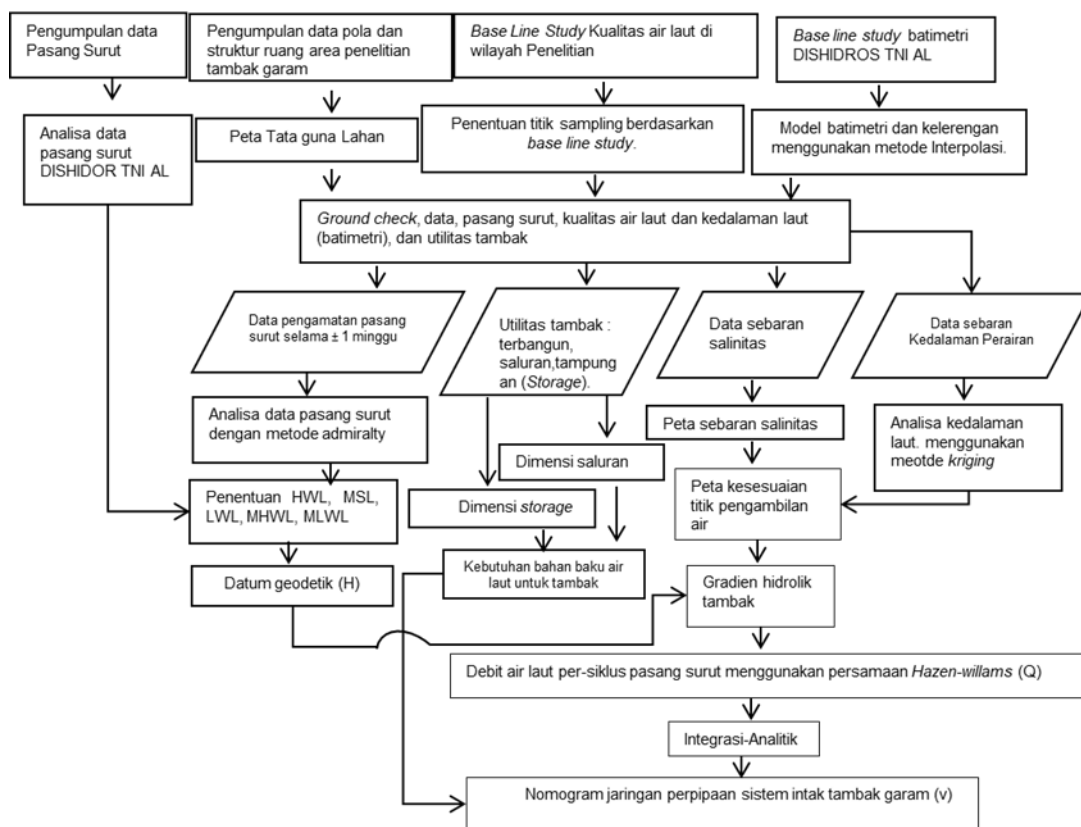 Pengumpulan data
Pasang Surut
Pengumpulan data pola dan
struktur ruang area penelitian
tambak garam
Base Line Study Kualitas air laut di
wilayah Penelitian
Base line study batimetri
DISHIDROS TNI AL
Analisa data
pasang surut
DISHIDOR TNI AL
Peta Tata guna Lahan
Penentuan titik sampling berdasarkan
base line study.
Model batimetri dan kelerengan
menggunakan metode Interpolasi.
Ground check, data, pasang surut, kualitas air laut dan kedalaman laut
(batimetri), dan utilitas tambak
Data pengamatan pasang
surut selama ± 1 minggu
Utilitas tambak :
terbangun,
saluran,tampung
an (Storage).
Data sebaran
salinitas
Data sebaran
Kedalaman Perairan
Analisa data pasang surut
dengan metode admiralty
Dimensi saluran
Peta sebaran salinitas
Analisa kedalaman
laut. menggunakan
meotde kriging
Penentuan HWL, MSL,
LWL, MHWL, MLWL
Dimensi storage
Peta kesesuaian
titik pengambilan
air
Datum geodetik (H)
Kebutuhan bahan baku air
laut untuk tambak
Gradien hidrolik
tambak
Debit air laut per-siklus pasang surut menggunakan persamaan Hazen-willams (Q)
Integrasi-Analitik
Nomogram jaringan perpipaan sistem intak tambak garam (v)